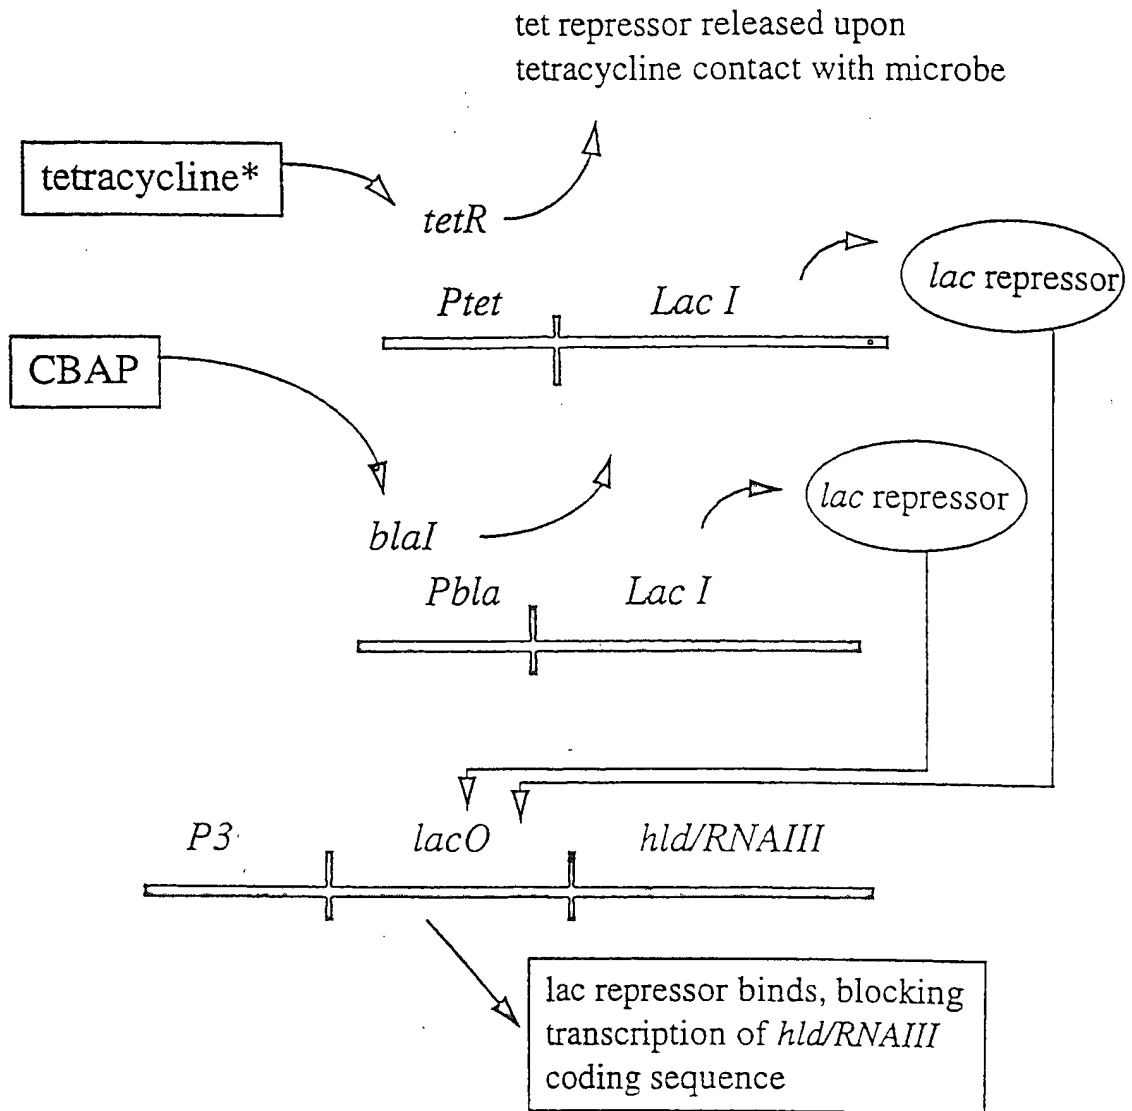 tet repressor released upon
tetracycline contact with microbe
tetracycline*
tetR
lac repressor
Ptet
Lac I
CBAP
lac repressor
blaI
Pbla
Lac I
P3
lacO
hld/RNAIII
lac repressor binds, blocking
transcription of hld/RNAIII
coding sequence